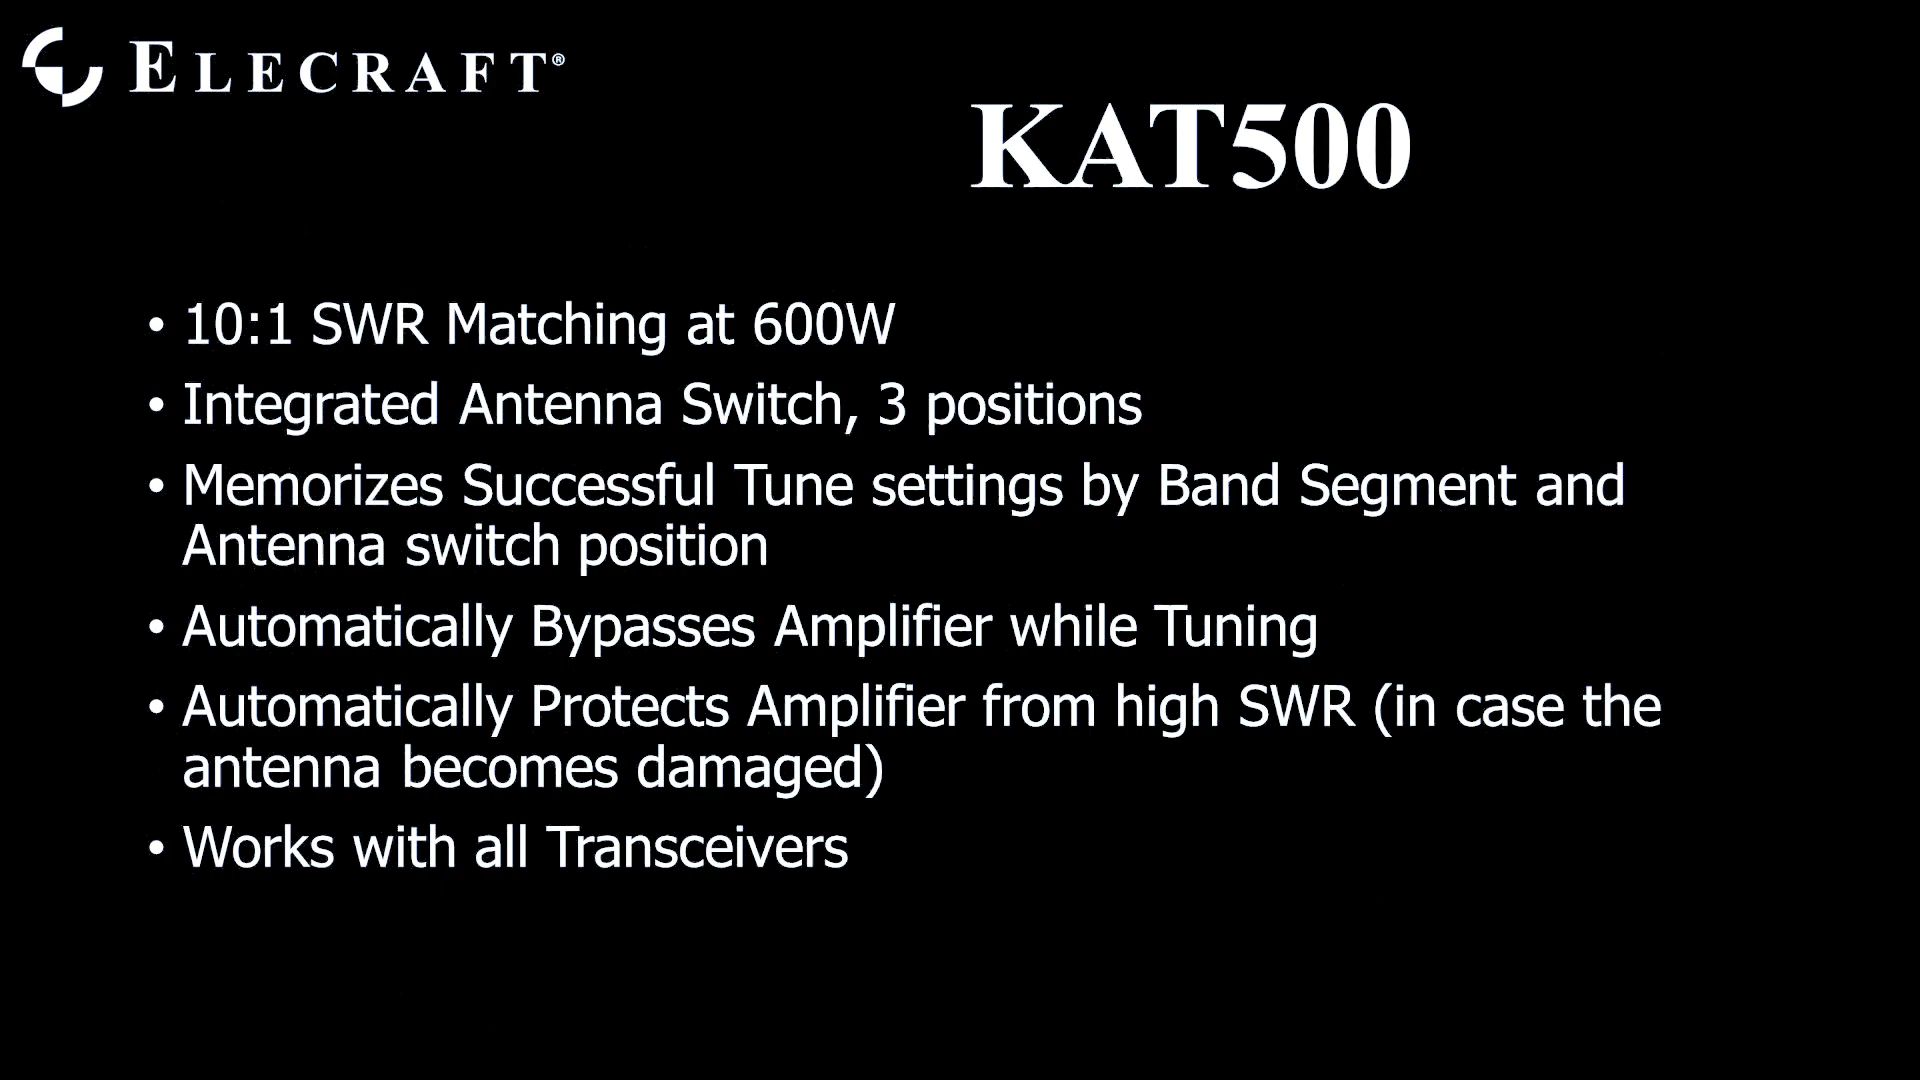 ELECRAFT®
KAT500
• 10:1 SWR Matching at 600W
• Integrated Antenna Switch, 3 positions
• Memorizes Successful Tune settings by Band Segment and
Antenna switch position
• Automatically Bypasses Amplifier while Tuning
• Automatically Protects Amplifier from high SWR (in case the
antenna becomes damaged)
• Works with all Transceivers